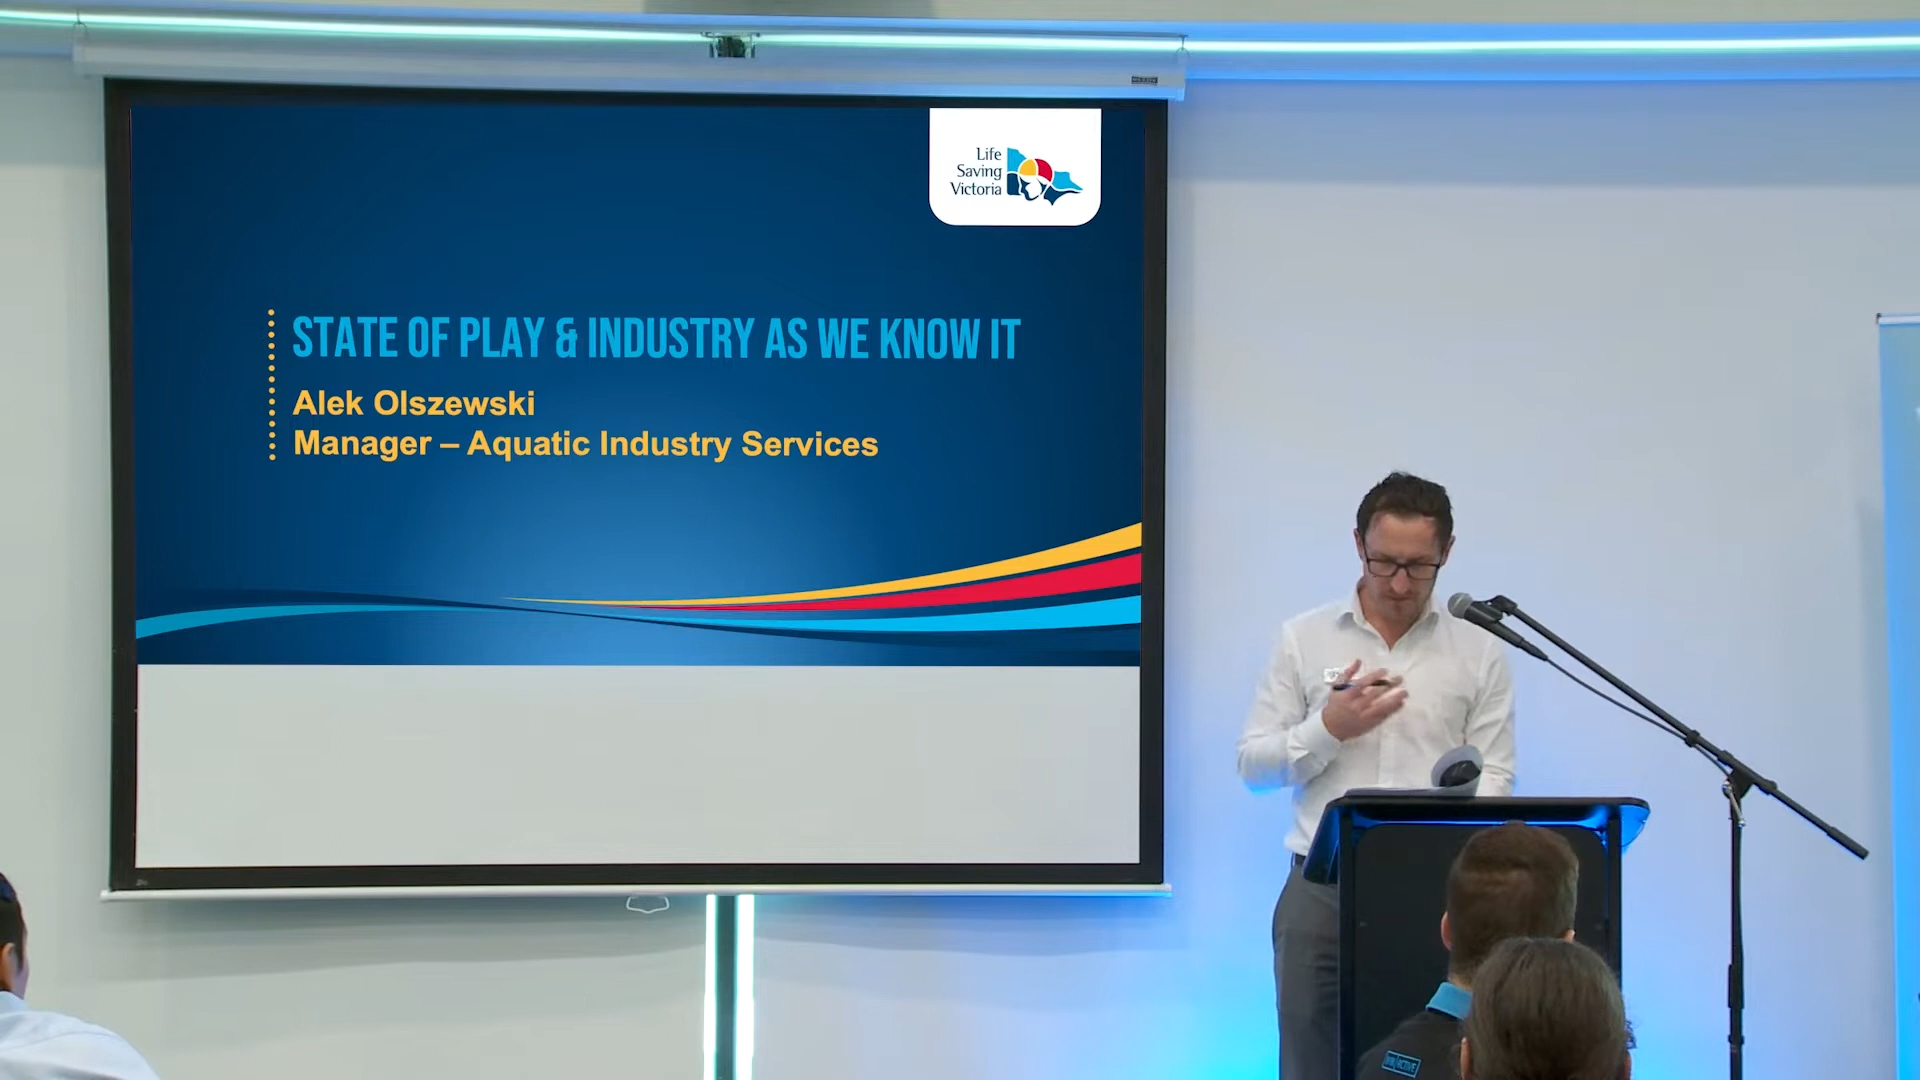 Life
Saving
Victoria
STATE OF PLAY & INDUSTRY AS WE KNOW IT
Alek Olszewski
Manager – Aquatic Industry Services